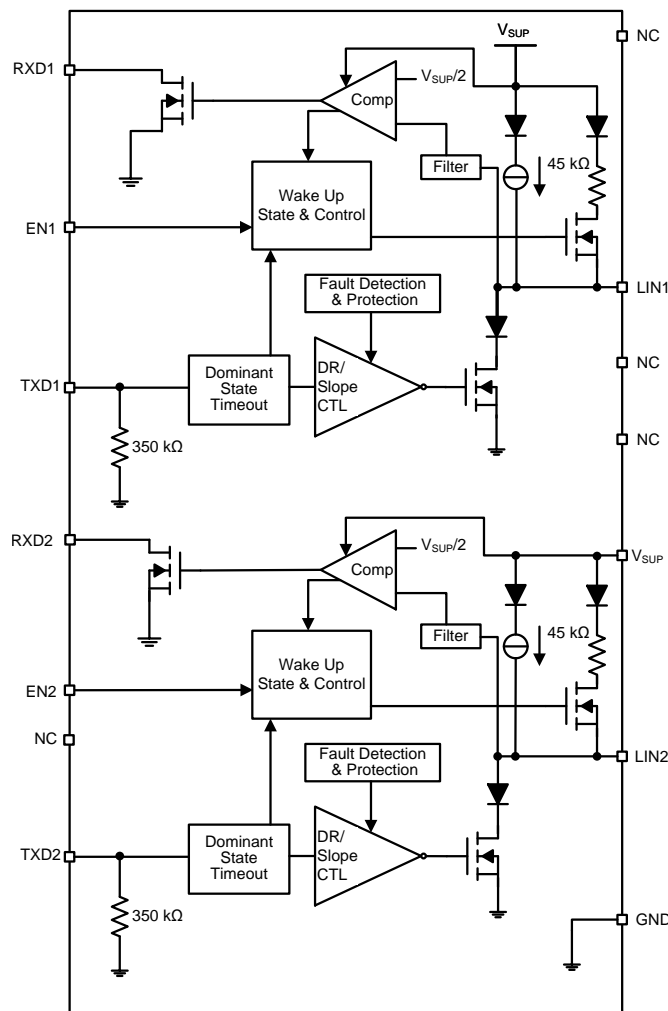 V_SUP
NC
RXD1
V_SUP/2
Comp
45 kΩ
Filter
Wake Up
State & Control
EN1
Fault Detection
& Protection
LIN1
TXD1
Dominant
State
Timeout
DR/
Slope
CTL
NC
350 kΩ
NC
RXD2
V_SUP/2
V_SUP
Comp
45 kΩ
Filter
Wake Up
State & Control
EN2
NC
Fault Detection
& Protection
LIN2
TXD2
Dominant
State
Timeout
DR/
Slope
CTL
350 kΩ
GND